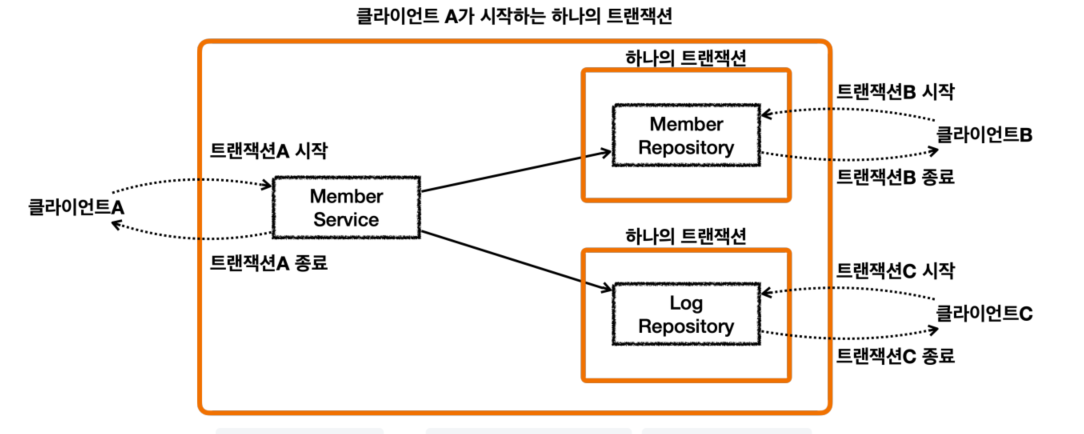 클라이언트 A가 시작하는 하나의 트랜잭션
하나의 트랜잭션
트랜잭션B 시작
Member
Repository
클라이언트B
트랜잭션B 종료
트랜잭션A 시작
클라이언트A
Member
Service
트랜잭션A 종료
하나의 트랜잭션
트랜잭션C 시작
Log
Repository
클라이언트C
트랜잭션C 종료